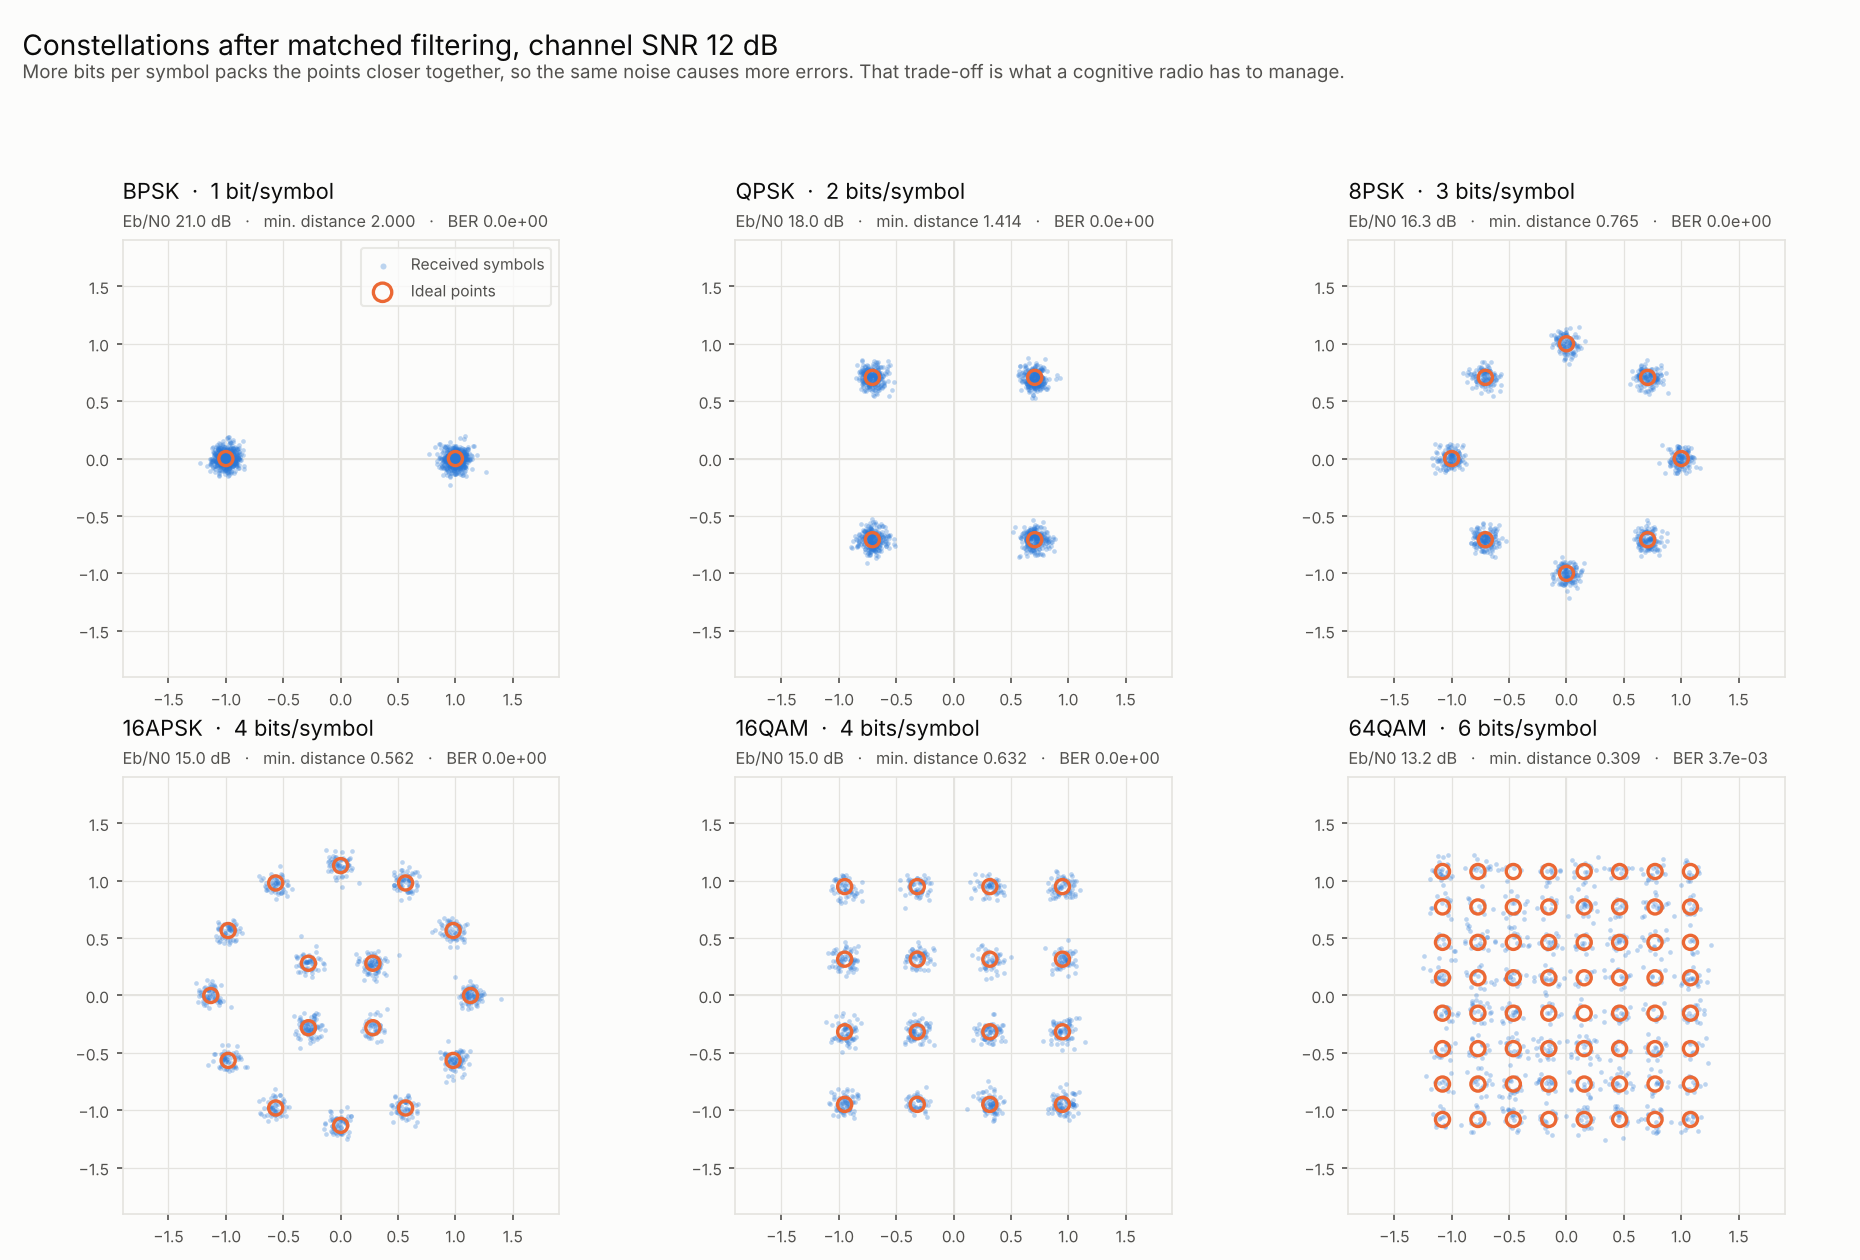 Constellations after matched filtering, channel SNR 12 dB
More bits per symbol packs the points closer together, so the same noise causes more errors. That trade-off is what a cognitive radio has to manage.
BPSK · 1 bit/symbol
Eb/N0 21.0 dB · min. distance 2.000 · BER 0.0e+00
Received symbols
Ideal points
1.5
1.0
0.5
0.0
−0.5
−1.0
−1.5
−1.5 −1.0 −0.5 0.0 0.5 1.0 1.5
QPSK · 2 bits/symbol
Eb/N0 18.0 dB · min. distance 1.414 · BER 0.0e+00
1.5
1.0
0.5
0.0
−0.5
−1.0
−1.5
−1.5 −1.0 −0.5 0.0 0.5 1.0 1.5
8PSK · 3 bits/symbol
Eb/N0 16.3 dB · min. distance 0.765 · BER 0.0e+00
1.5
1.0
0.5
0.0
−0.5
−1.0
−1.5
−1.5 −1.0 −0.5 0.0 0.5 1.0 1.5
16APSK · 4 bits/symbol
Eb/N0 15.0 dB · min. distance 0.562 · BER 0.0e+00
1.5
1.0
0.5
0.0
−0.5
−1.0
−1.5
−1.5 −1.0 −0.5 0.0 0.5 1.0 1.5
16QAM · 4 bits/symbol
Eb/N0 15.0 dB · min. distance 0.632 · BER 0.0e+00
1.5
1.0
0.5
0.0
−0.5
−1.0
−1.5
−1.5 −1.0 −0.5 0.0 0.5 1.0 1.5
64QAM · 6 bits/symbol
Eb/N0 13.2 dB · min. distance 0.309 · BER 3.7e-03
1.5
1.0
0.5
0.0
−0.5
−1.0
−1.5
−1.5 −1.0 −0.5 0.0 0.5 1.0 1.5